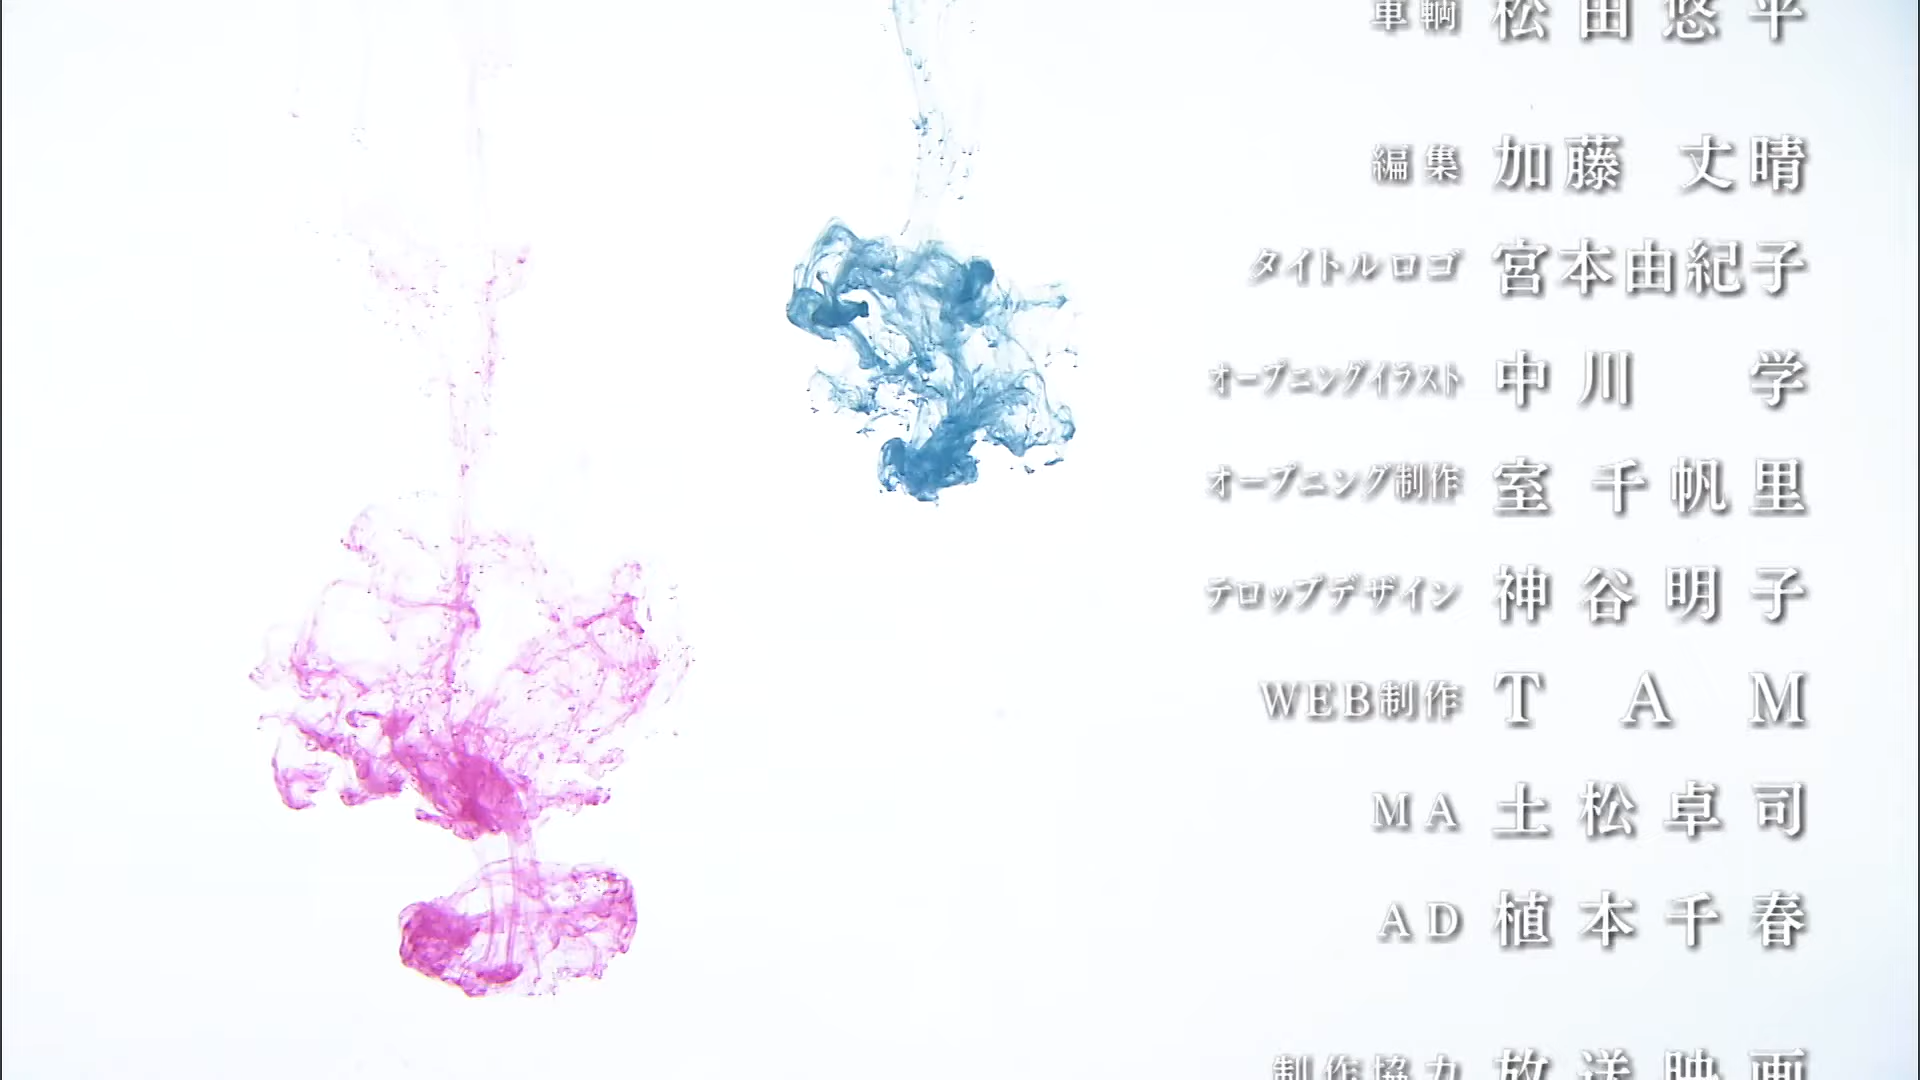 車輌 松田悠平
編集 加藤 丈晴
タイトルロゴ 宮本由紀子
オープニングイラスト 中川 学
オープニング制作 室 千帆里
テロップデザイン 神谷明子
WEB制作 TAM
MA 土松卓司
AD 植本千春
制作協力 放送映画